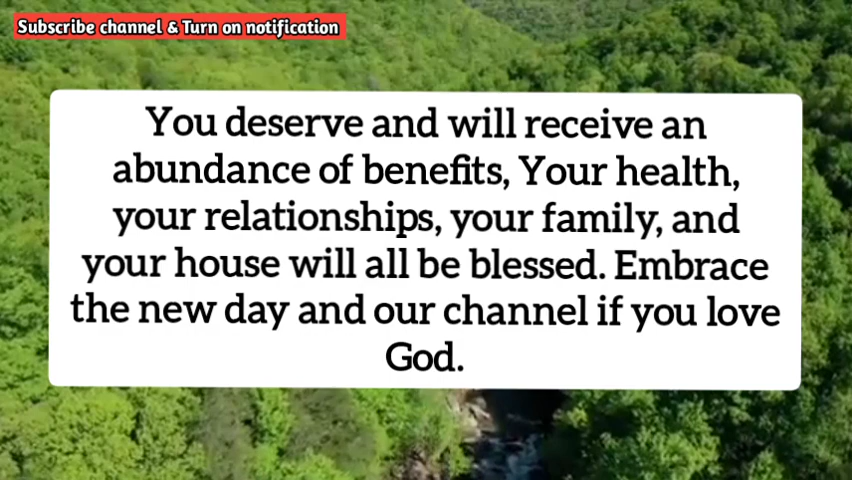 Subscribe channel & Turn on notification
You deserve and will receive an
abundance of benefits, Your health,
your relationships, your family, and
your house will all be blessed. Embrace
the new day and our channel if you love
God.